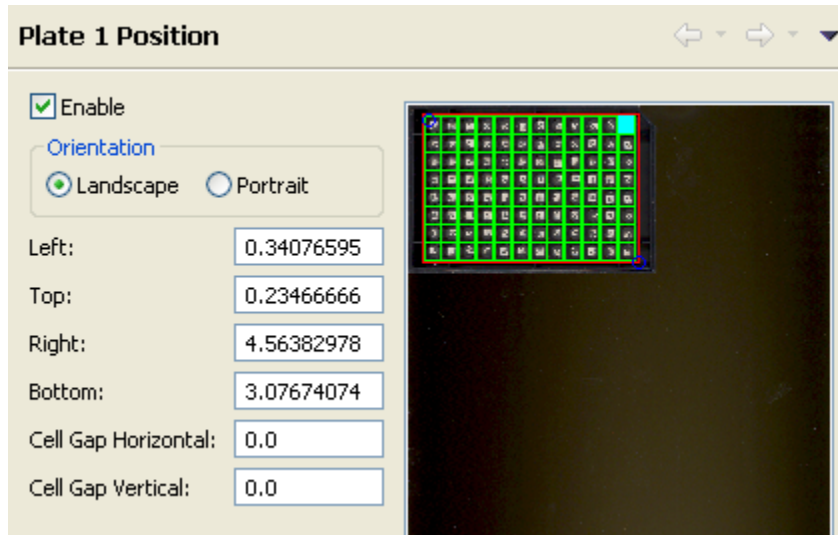 Plate 1 Position
Enable
Orientation
Landscape
Portrait
Left:
0.34076595
Top:
0.23466666
Right:
4.56382978
Bottom:
3.07674074
Cell Gap Horizontal:
0.0
Cell Gap Vertical:
0.0